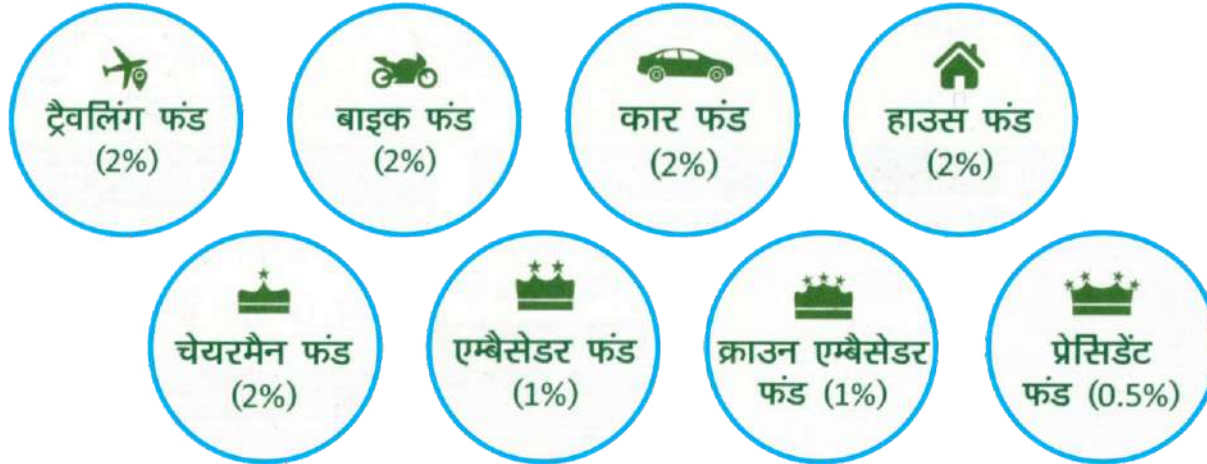 ट्रैवलिंग फंड
(2%)
बाइक फंड
(2%)
कार फंड
(2%)
हाउस फंड
(2%)
चेयरमैन फंड
(2%)
एम्बैसेडर फंड
(1%)
क्राउन एम्बैसेडर
फंड (1%)
प्रेसिडेंट
फंड (0.5%)